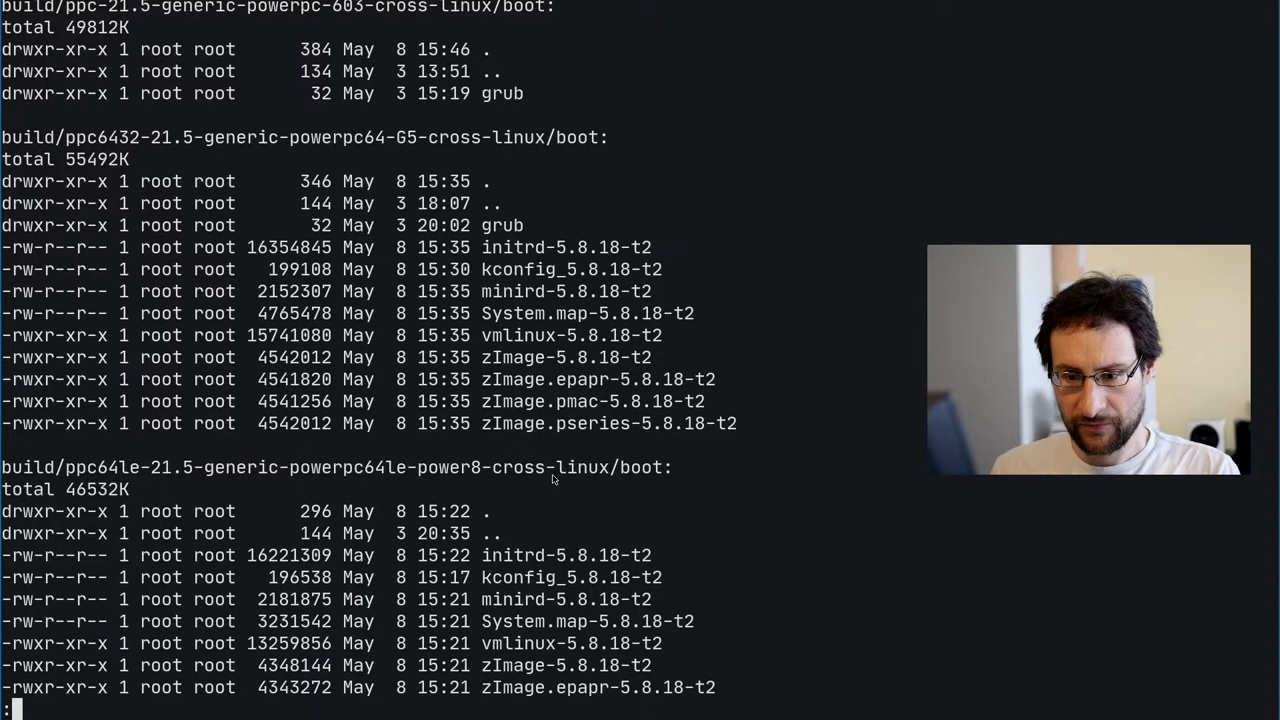 build/ppc-21.5-generic-powerpc-603-cross-linux/boot:
total 49812K
drwxr-xr-x 1 root root      384 May  8 15:46 .
drwxr-xr-x 1 root root      134 May  3 13:51 ..
drwxr-xr-x 1 root root       32 May  3 15:19 grub

build/ppc6432-21.5-generic-powerpc64-G5-cross-linux/boot:
total 55492K
drwxr-xr-x 1 root root      346 May  8 15:35 .
drwxr-xr-x 1 root root      144 May  3 18:07 ..
drwxr-xr-x 1 root root       32 May  3 20:02 grub
-rw-r--r-- 1 root root 16354845 May  8 15:35 initrd-5.8.18-t2
-rw-r--r-- 1 root root   199108 May  8 15:30 kconfig_5.8.18-t2
-rw-r--r-- 1 root root  2152307 May  8 15:35 minird-5.8.18-t2
-rw-r--r-- 1 root root  4765478 May  8 15:35 System.map-5.8.18-t2
-rwxr-xr-x 1 root root 15741080 May  8 15:35 vmlinux-5.8.18-t2
-rwxr-xr-x 1 root root  4542012 May  8 15:35 zImage-5.8.18-t2
-rwxr-xr-x 1 root root  4541820 May  8 15:35 zImage.epapr-5.8.18-t2
-rwxr-xr-x 1 root root  4541256 May  8 15:35 zImage.pmac-5.8.18-t2
-rwxr-xr-x 1 root root  4542012 May  8 15:35 zImage.pseries-5.8.18-t2

build/ppc64le-21.5-generic-powerpc64le-power8-cross-linux/boot:
total 46532K
drwxr-xr-x 1 root root      296 May  8 15:22 .
drwxr-xr-x 1 root root      144 May  3 20:35 ..
-rw-r--r-- 1 root root 16221309 May  8 15:22 initrd-5.8.18-t2
-rw-r--r-- 1 root root   196538 May  8 15:17 kconfig_5.8.18-t2
-rw-r--r-- 1 root root  2181875 May  8 15:21 minird-5.8.18-t2
-rw-r--r-- 1 root root  3231542 May  8 15:21 System.map-5.8.18-t2
-rwxr-xr-x 1 root root 13259856 May  8 15:21 vmlinux-5.8.18-t2
-rwxr-xr-x 1 root root  4348144 May  8 15:21 zImage-5.8.18-t2
-rwxr-xr-x 1 root root  4343272 May  8 15:21 zImage.epapr-5.8.18-t2
: